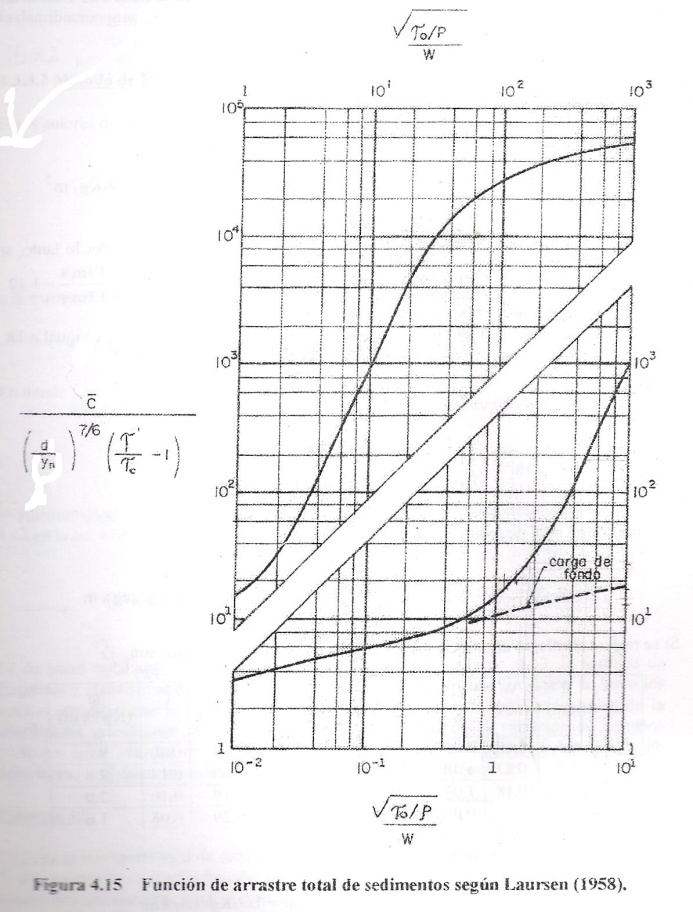 √τ₀/ρ
W
1 10¹ 10² 10³
10⁵
10⁴
10³ 10³
C̅
(d/yₙ)^7/6 (τ'/τc -1)
10² 10²
carga de
fondo
10¹ 10¹
1 1
10⁻² 10⁻¹ 1 10¹
√τ₀/ρ
W
Figura 4.15 Función de arrastre total de sedimentos según Laursen (1958).